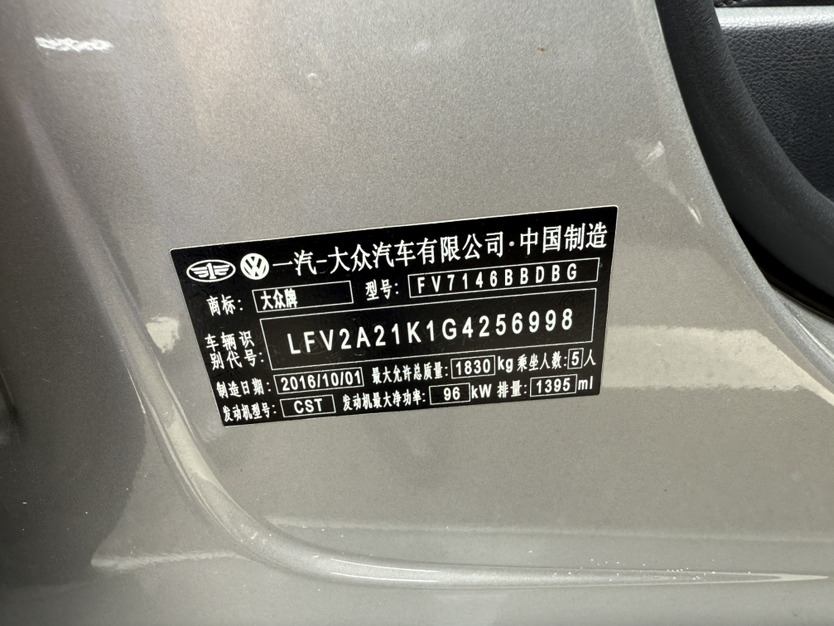 一汽-大众汽车有限公司·中国制造
商标: 大众牌 型号: FV7146BBDBG
车辆识别代号: LFV2A21K1G4256998
制造日期: 2016/10/01 最大允许总质量: 1830 kg 乘坐人数: 5 人
发动机型号: CST 发动机最大净功率: 96 kW 排量: 1395 ml